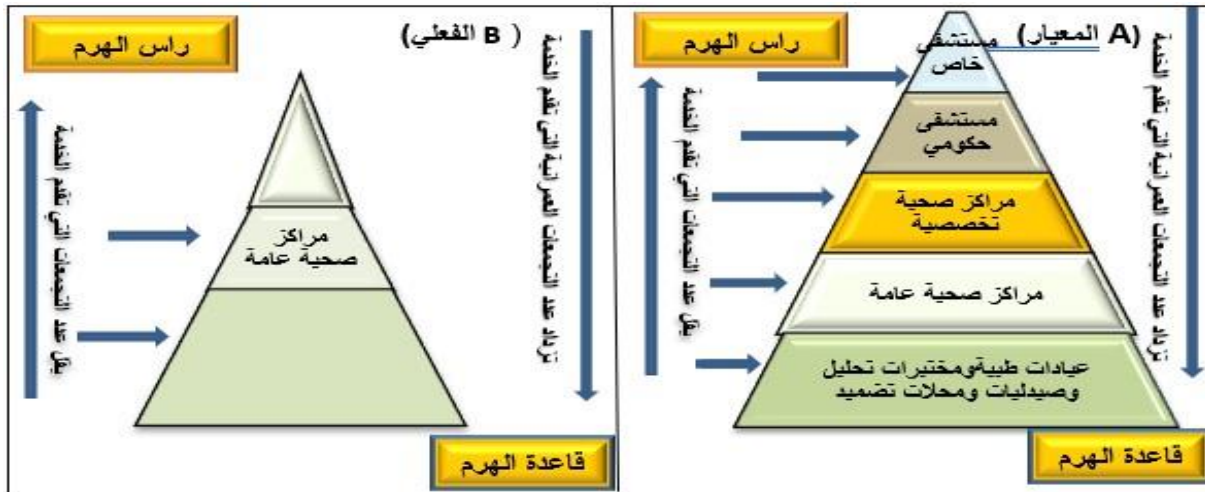 (A المعيار)
راس الهرم
مستشفى
خاص
مستشفى
حكومي
مراكز صحية
تخصصية
مراكز صحية عامة
عيادات طبية ومختبرات تحليل
وصيدليات ومحلات تضميد
قاعدة الهرم
تزداد عدد التجمعات العمرانية التي تقدم الخدمة
يقل عدد التجمعات التي تقدم الخدمة
( B الفعلي)
راس الهرم
مراكز
صحية عامة
قاعدة الهرم
تزداد عدد التجمعات العمرانية التي تقدم الخدمة
يقل عدد التجمعات التي تقدم الخدمة